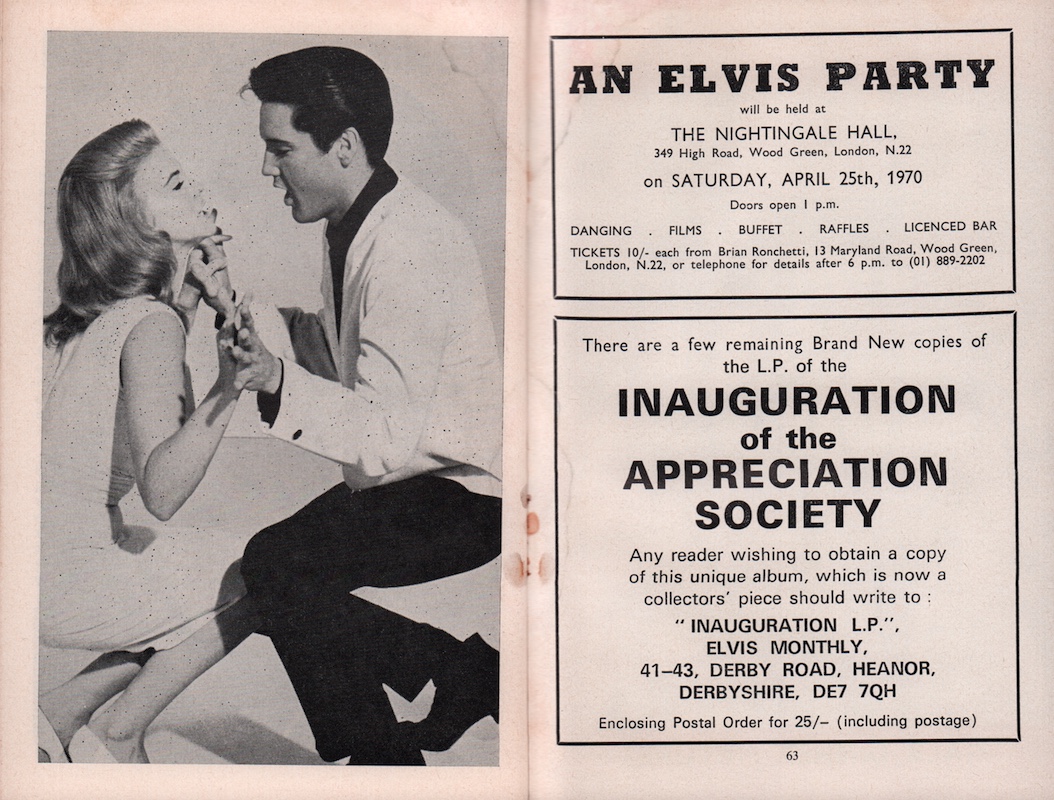 AN ELVIS PARTY
will be held at
THE NIGHTINGALE HALL,
349 High Road, Wood Green, London, N.22
on SATURDAY, APRIL 25th, 1970
Doors open 1 p.m.
DANGING . FILMS . BUFFET . RAFFLES . LICENCED BAR
TICKETS 10/- each from Brian Ronchetti, 13 Maryland Road, Wood Green,
London, N.22, or telephone for details after 6 p.m. to (01) 889-2202
There are a few remaining Brand New copies of
the L.P. of the
INAUGURATION
of the
APPRECIATION
SOCIETY
Any reader wishing to obtain a copy
of this unique album, which is now a
collectors' piece should write to :
"INAUGURATION L.P.",
ELVIS MONTHLY,
41–43, DERBY ROAD, HEANOR,
DERBYSHIRE, DE7 7QH
Enclosing Postal Order for 25/– (including postage)
63